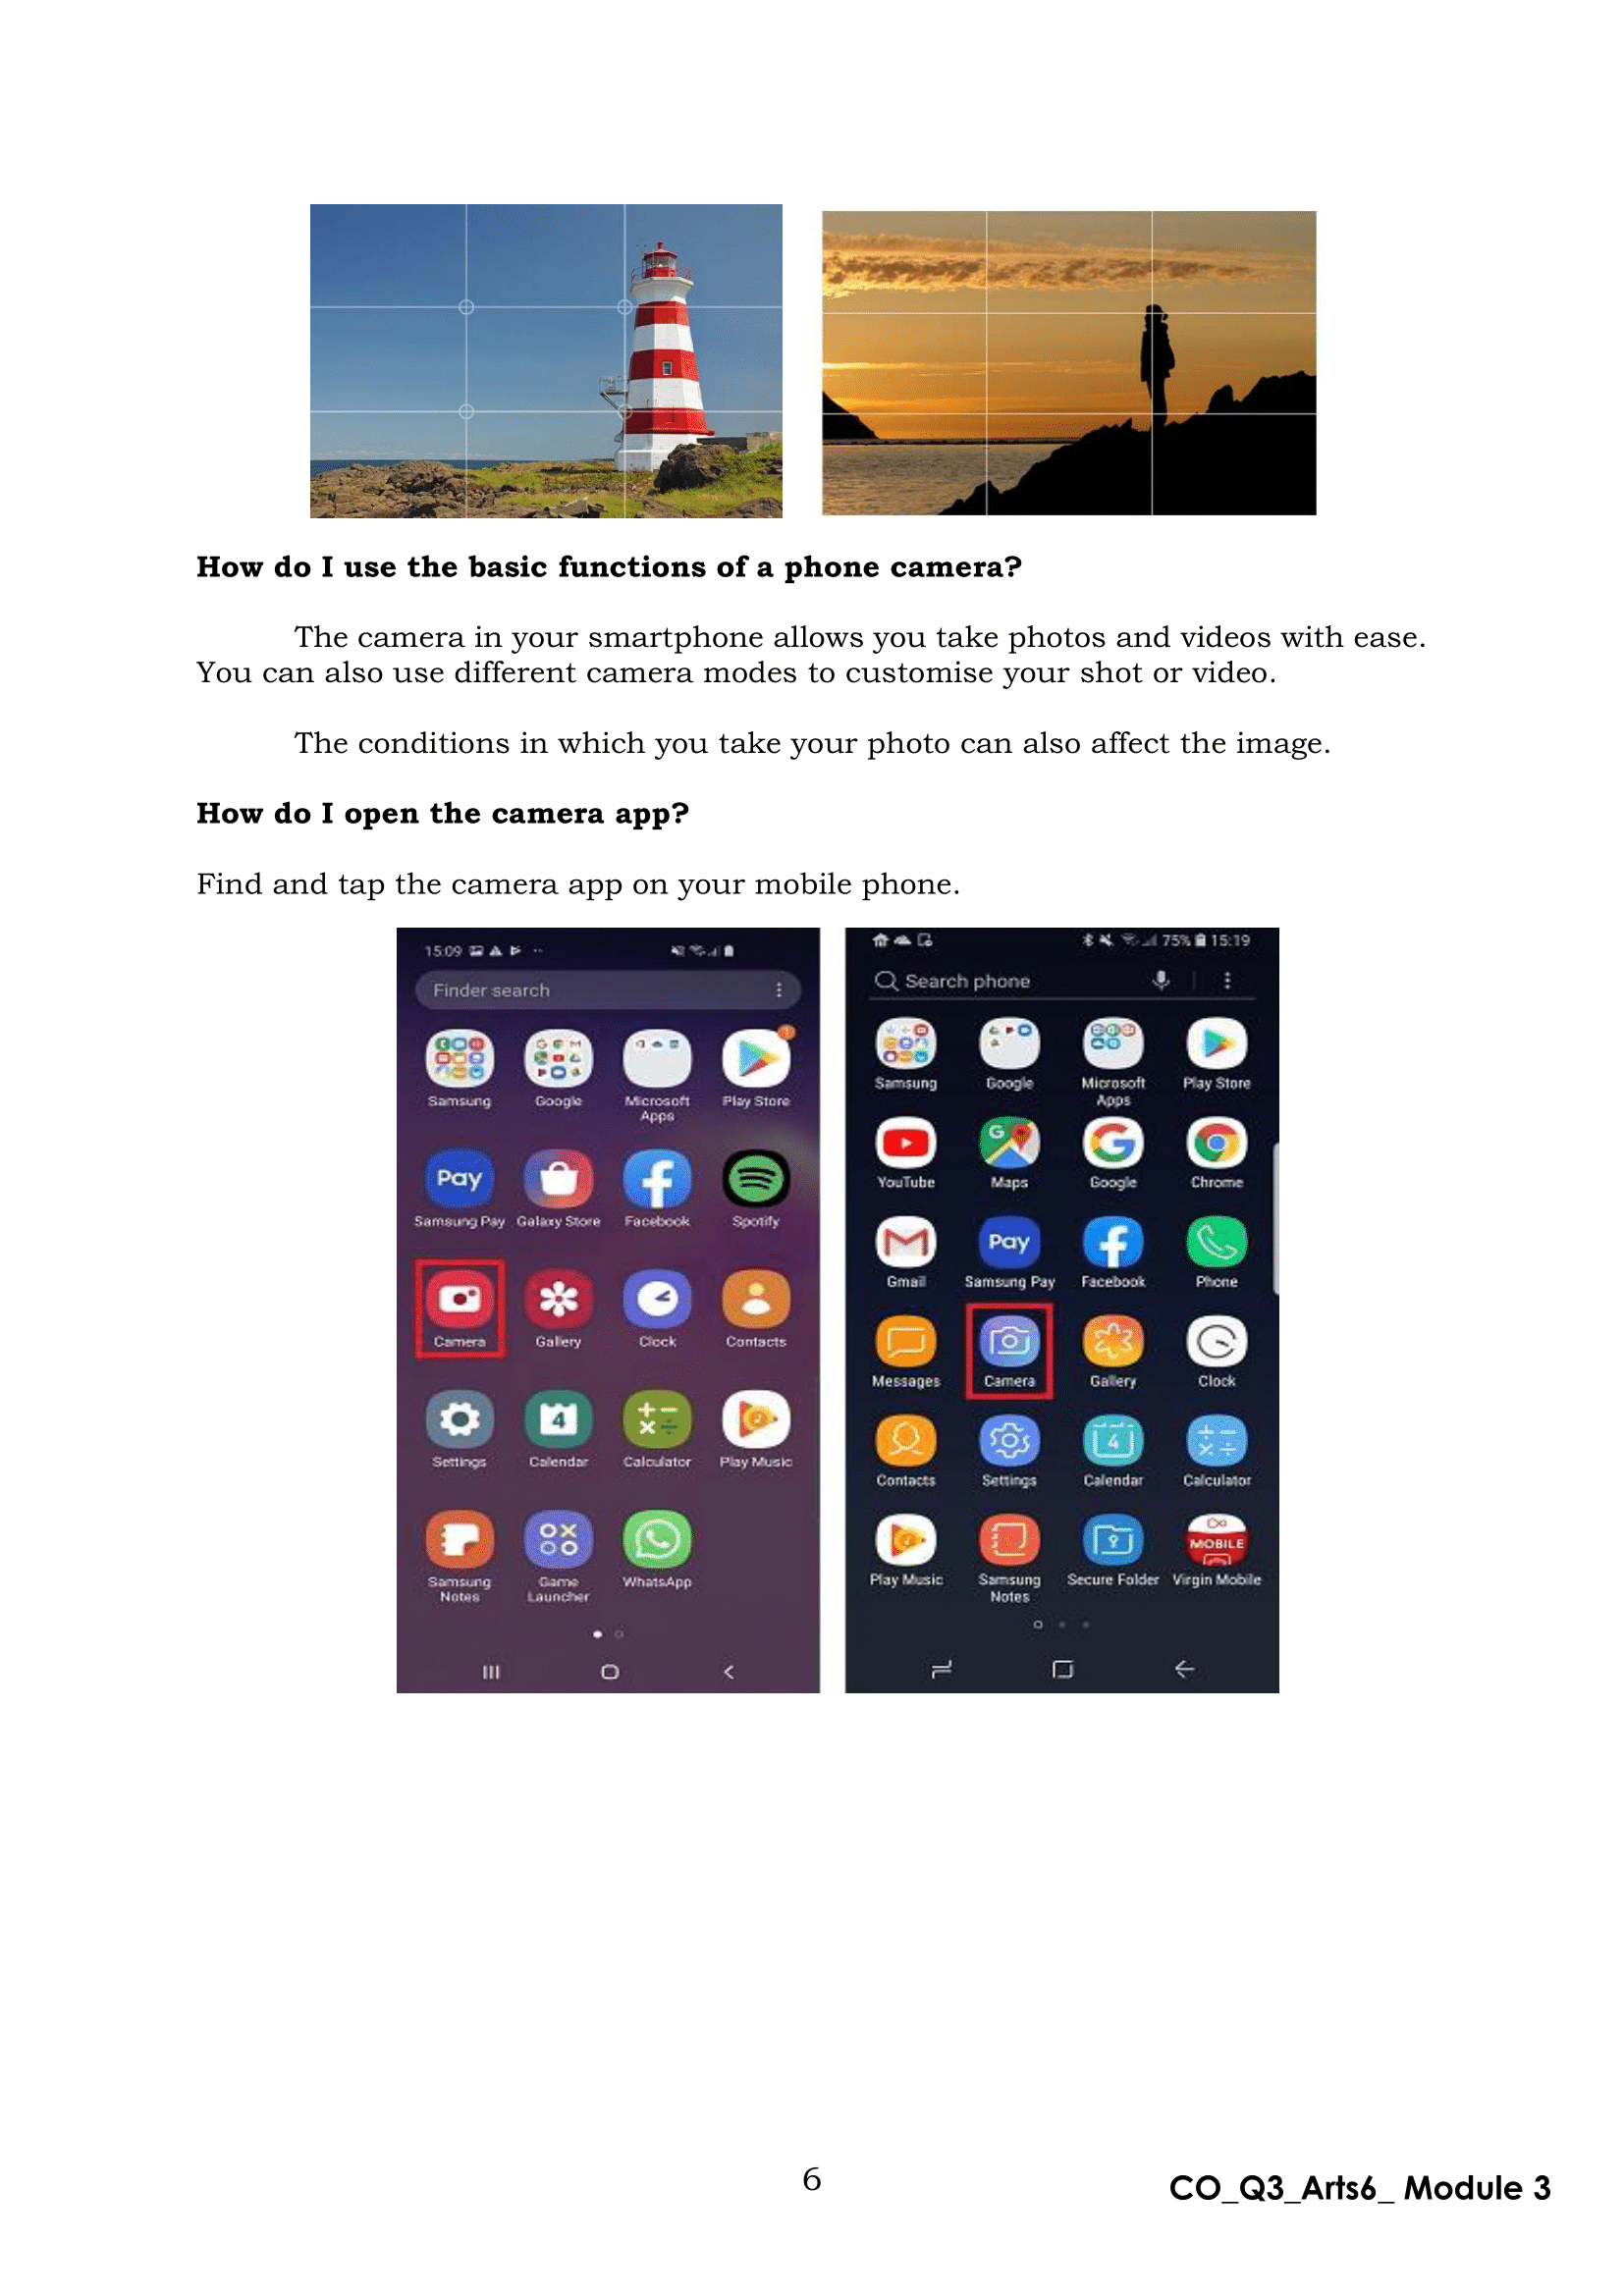 How do I use the basic functions of a phone camera?
The camera in your smartphone allows you take photos and videos with ease.
You can also use different camera modes to customise your shot or video.
The conditions in which you take your photo can also affect the image.
How do I open the camera app?
Find and tap the camera app on your mobile phone.
15:09
Finder search
Samsung Google Microsoft Apps Play Store
Pay
Samsung Pay Galaxy Store Facebook Spotify
Camera Gallery Clock Contacts
4
Settings Calendar Calculator Play Music
Samsung Notes Game Launcher WhatsApp
75% 15:19
Search phone
Samsung Google Microsoft Apps Play Store
YouTube Maps Google Chrome
Pay
Gmail Samsung Pay Facebook Phone
Messages Camera Gallery Clock
4
Contacts Settings Calendar Calculator
MOBILE
Play Music Samsung Notes Secure Folder Virgin Mobile
6
CO_Q3_Arts6_ Module 3